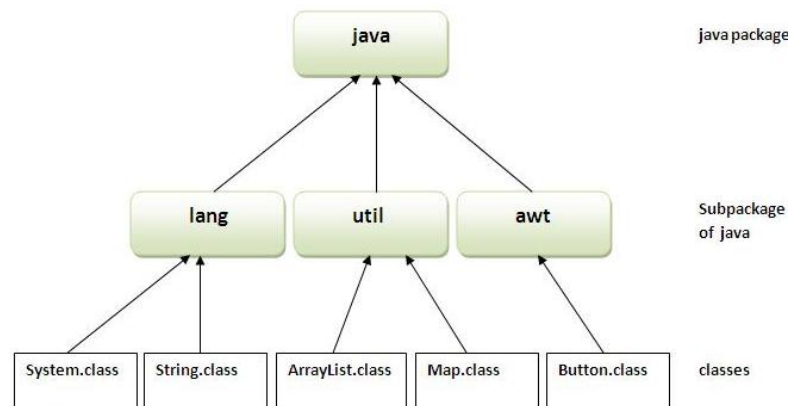 java
java package
lang
util
awt
Subpackage
of java
System.class
String.class
ArrayList.class
Map.class
Button.class
classes